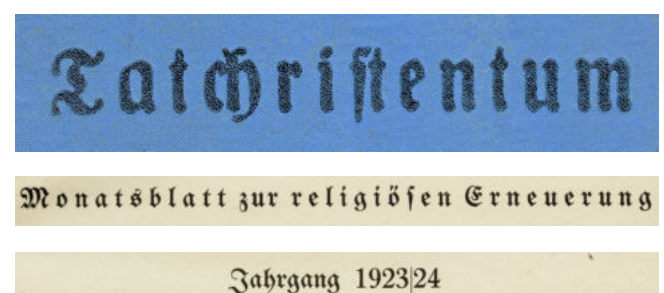 Tatchriſtentum
Monatsblatt zur religiöſen Erneuerung
Jahrgang 1923|24